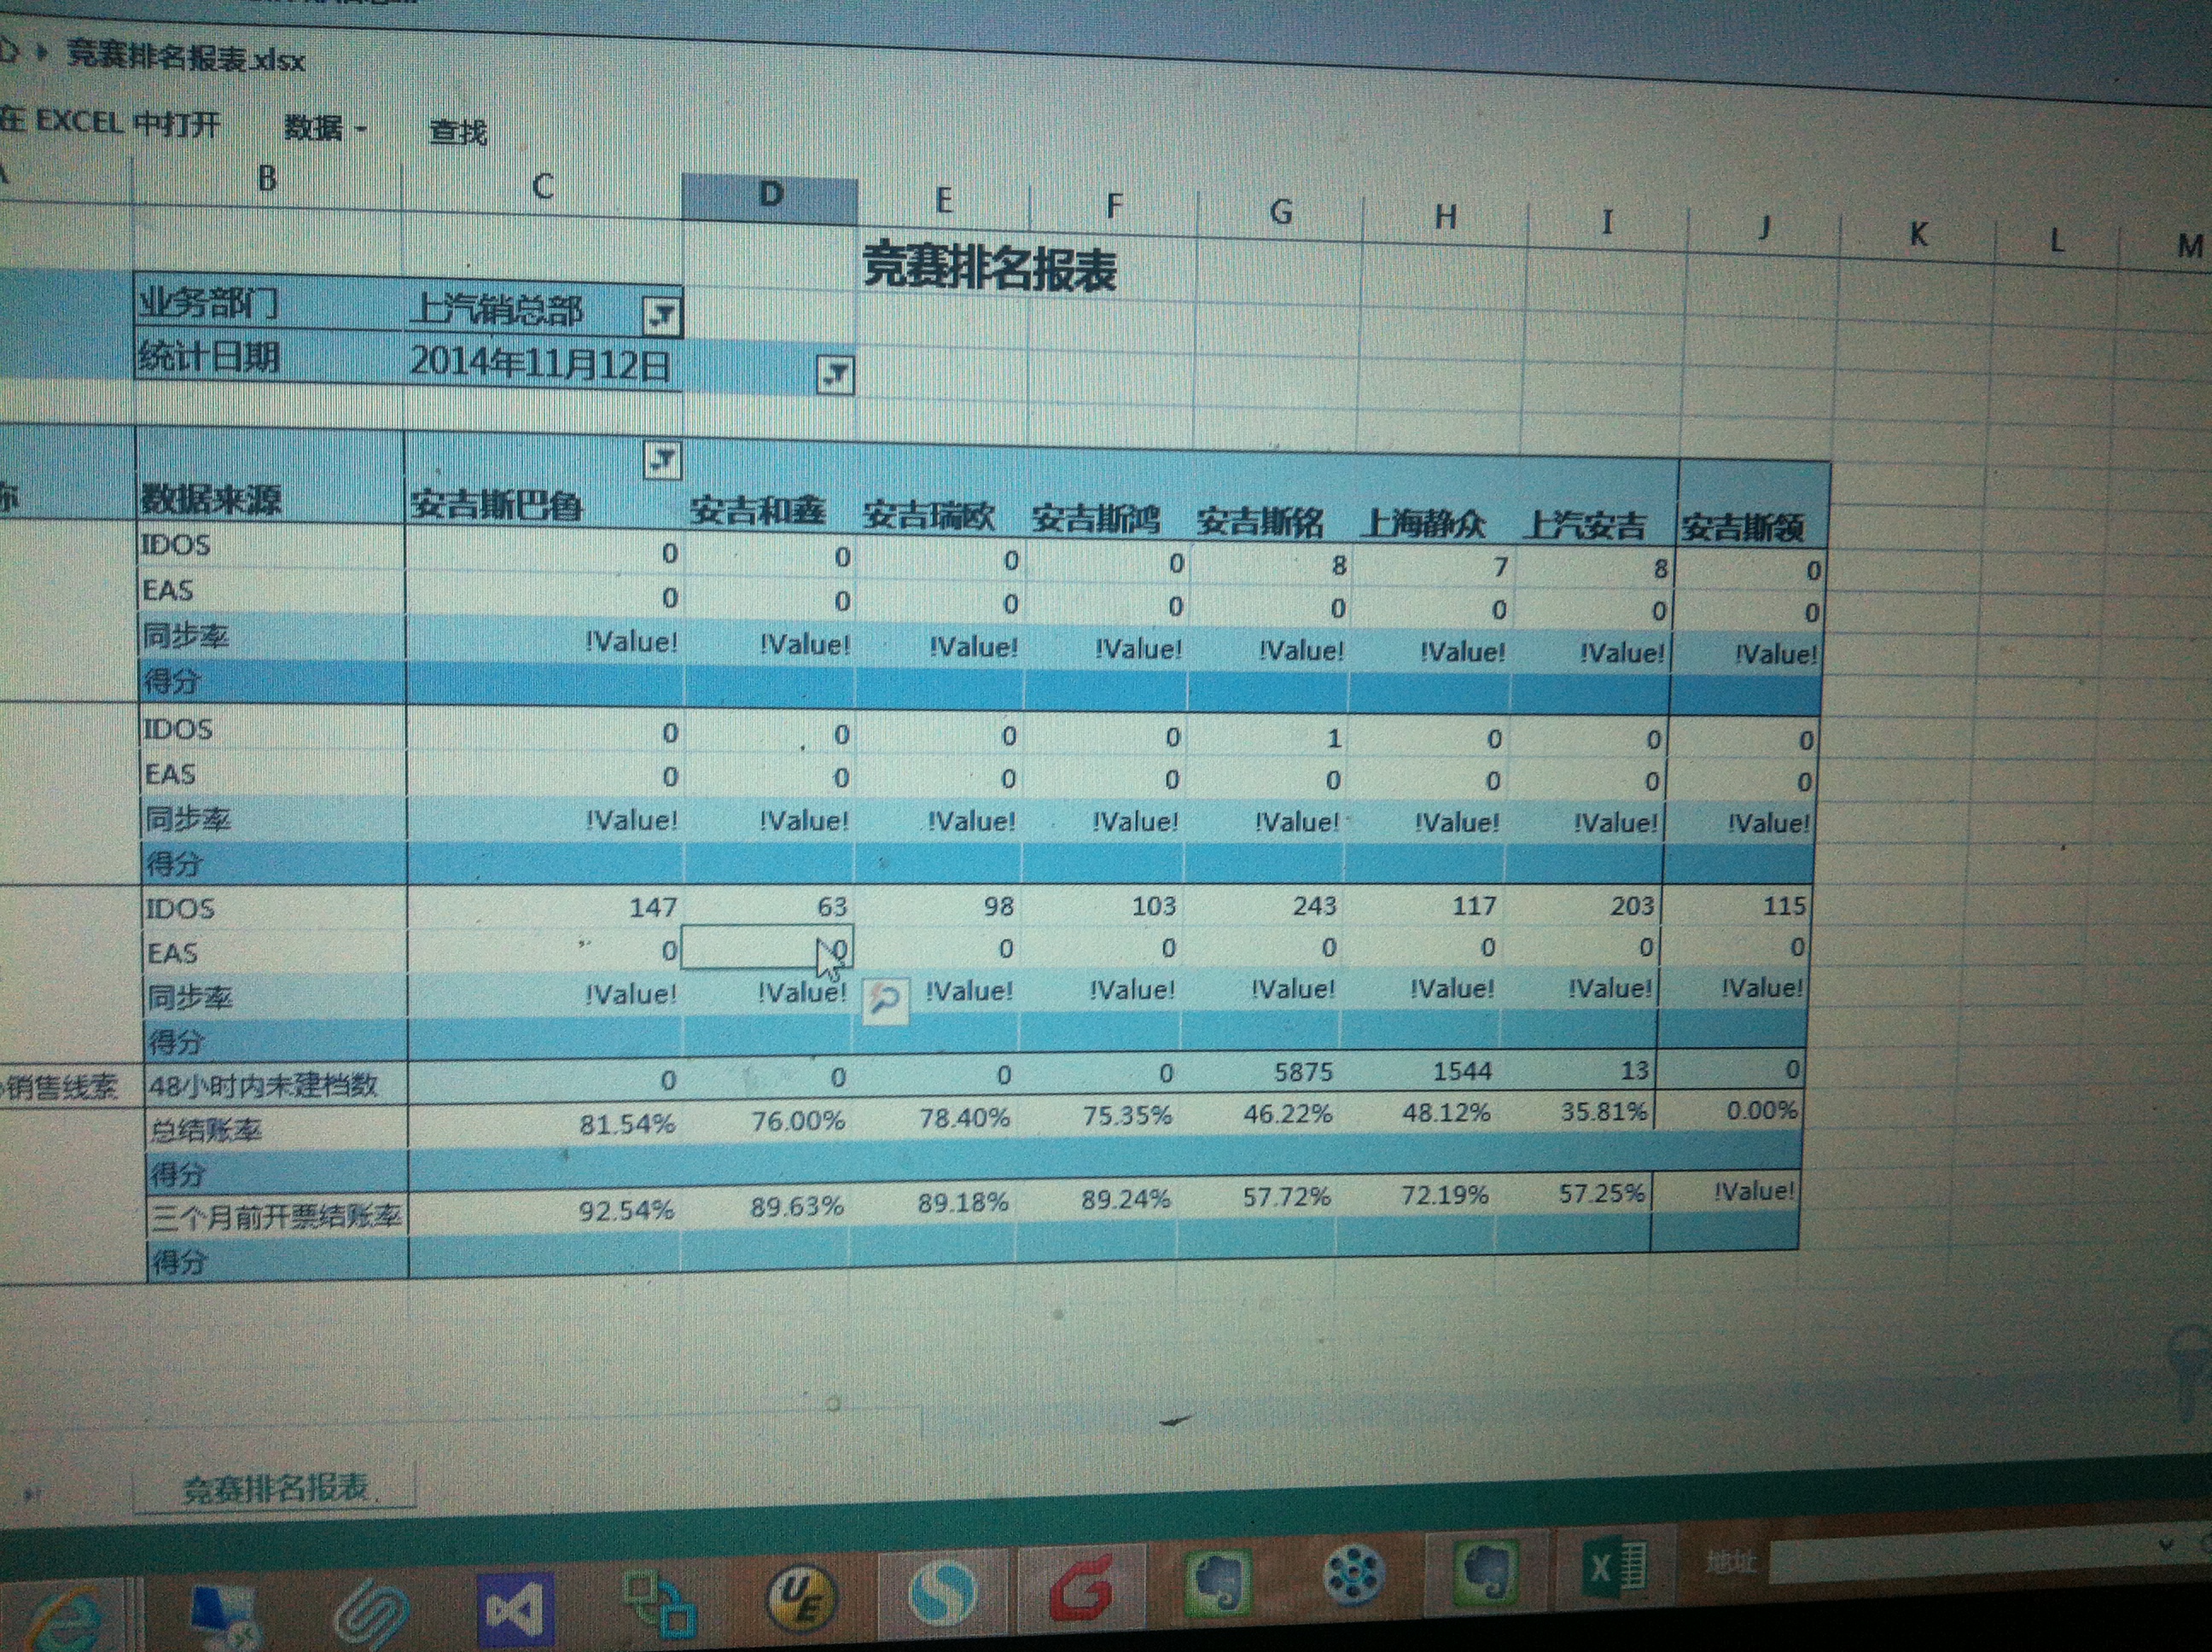 竞赛排名报表.xlsx
在 EXCEL 中打开 数据 查找
B C D E F G H I J K L M
竞赛排名报表
业务部门 上汽销总部
统计日期 2014年11月12日
数据来源 安吉斯巴鲁 安吉和鑫 安吉瑞欧 安吉斯鸿 安吉斯铭 上海静众 上汽安吉 安吉斯领
IDOS 0 0 0 0 8 7 8 0
EAS 0 0 0 0 0 0 0 0
同步率 !Value! !Value! !Value! !Value! !Value! !Value! !Value! !Value!
得分
IDOS 0 0 0 0 1 0 0 0
EAS 0 0 0 0 0 0 0 0
同步率 !Value! !Value! !Value! !Value! !Value! !Value! !Value! !Value!
得分
IDOS 147 63 98 103 243 117 203 115
EAS 0 0 0 0 0 0 0 0
同步率 !Value! !Value! !Value! !Value! !Value! !Value! !Value! !Value!
得分
销售线索 48小时内未建档数 0 0 0 0 5875 1544 13 0
总结账率 81.54% 76.00% 78.40% 75.35% 46.22% 48.12% 35.81% 0.00%
得分
三个月前开票结账率 92.54% 89.63% 89.18% 89.24% 57.72% 72.19% 57.25% !Value!
得分
竞赛排名报表
UE
地址